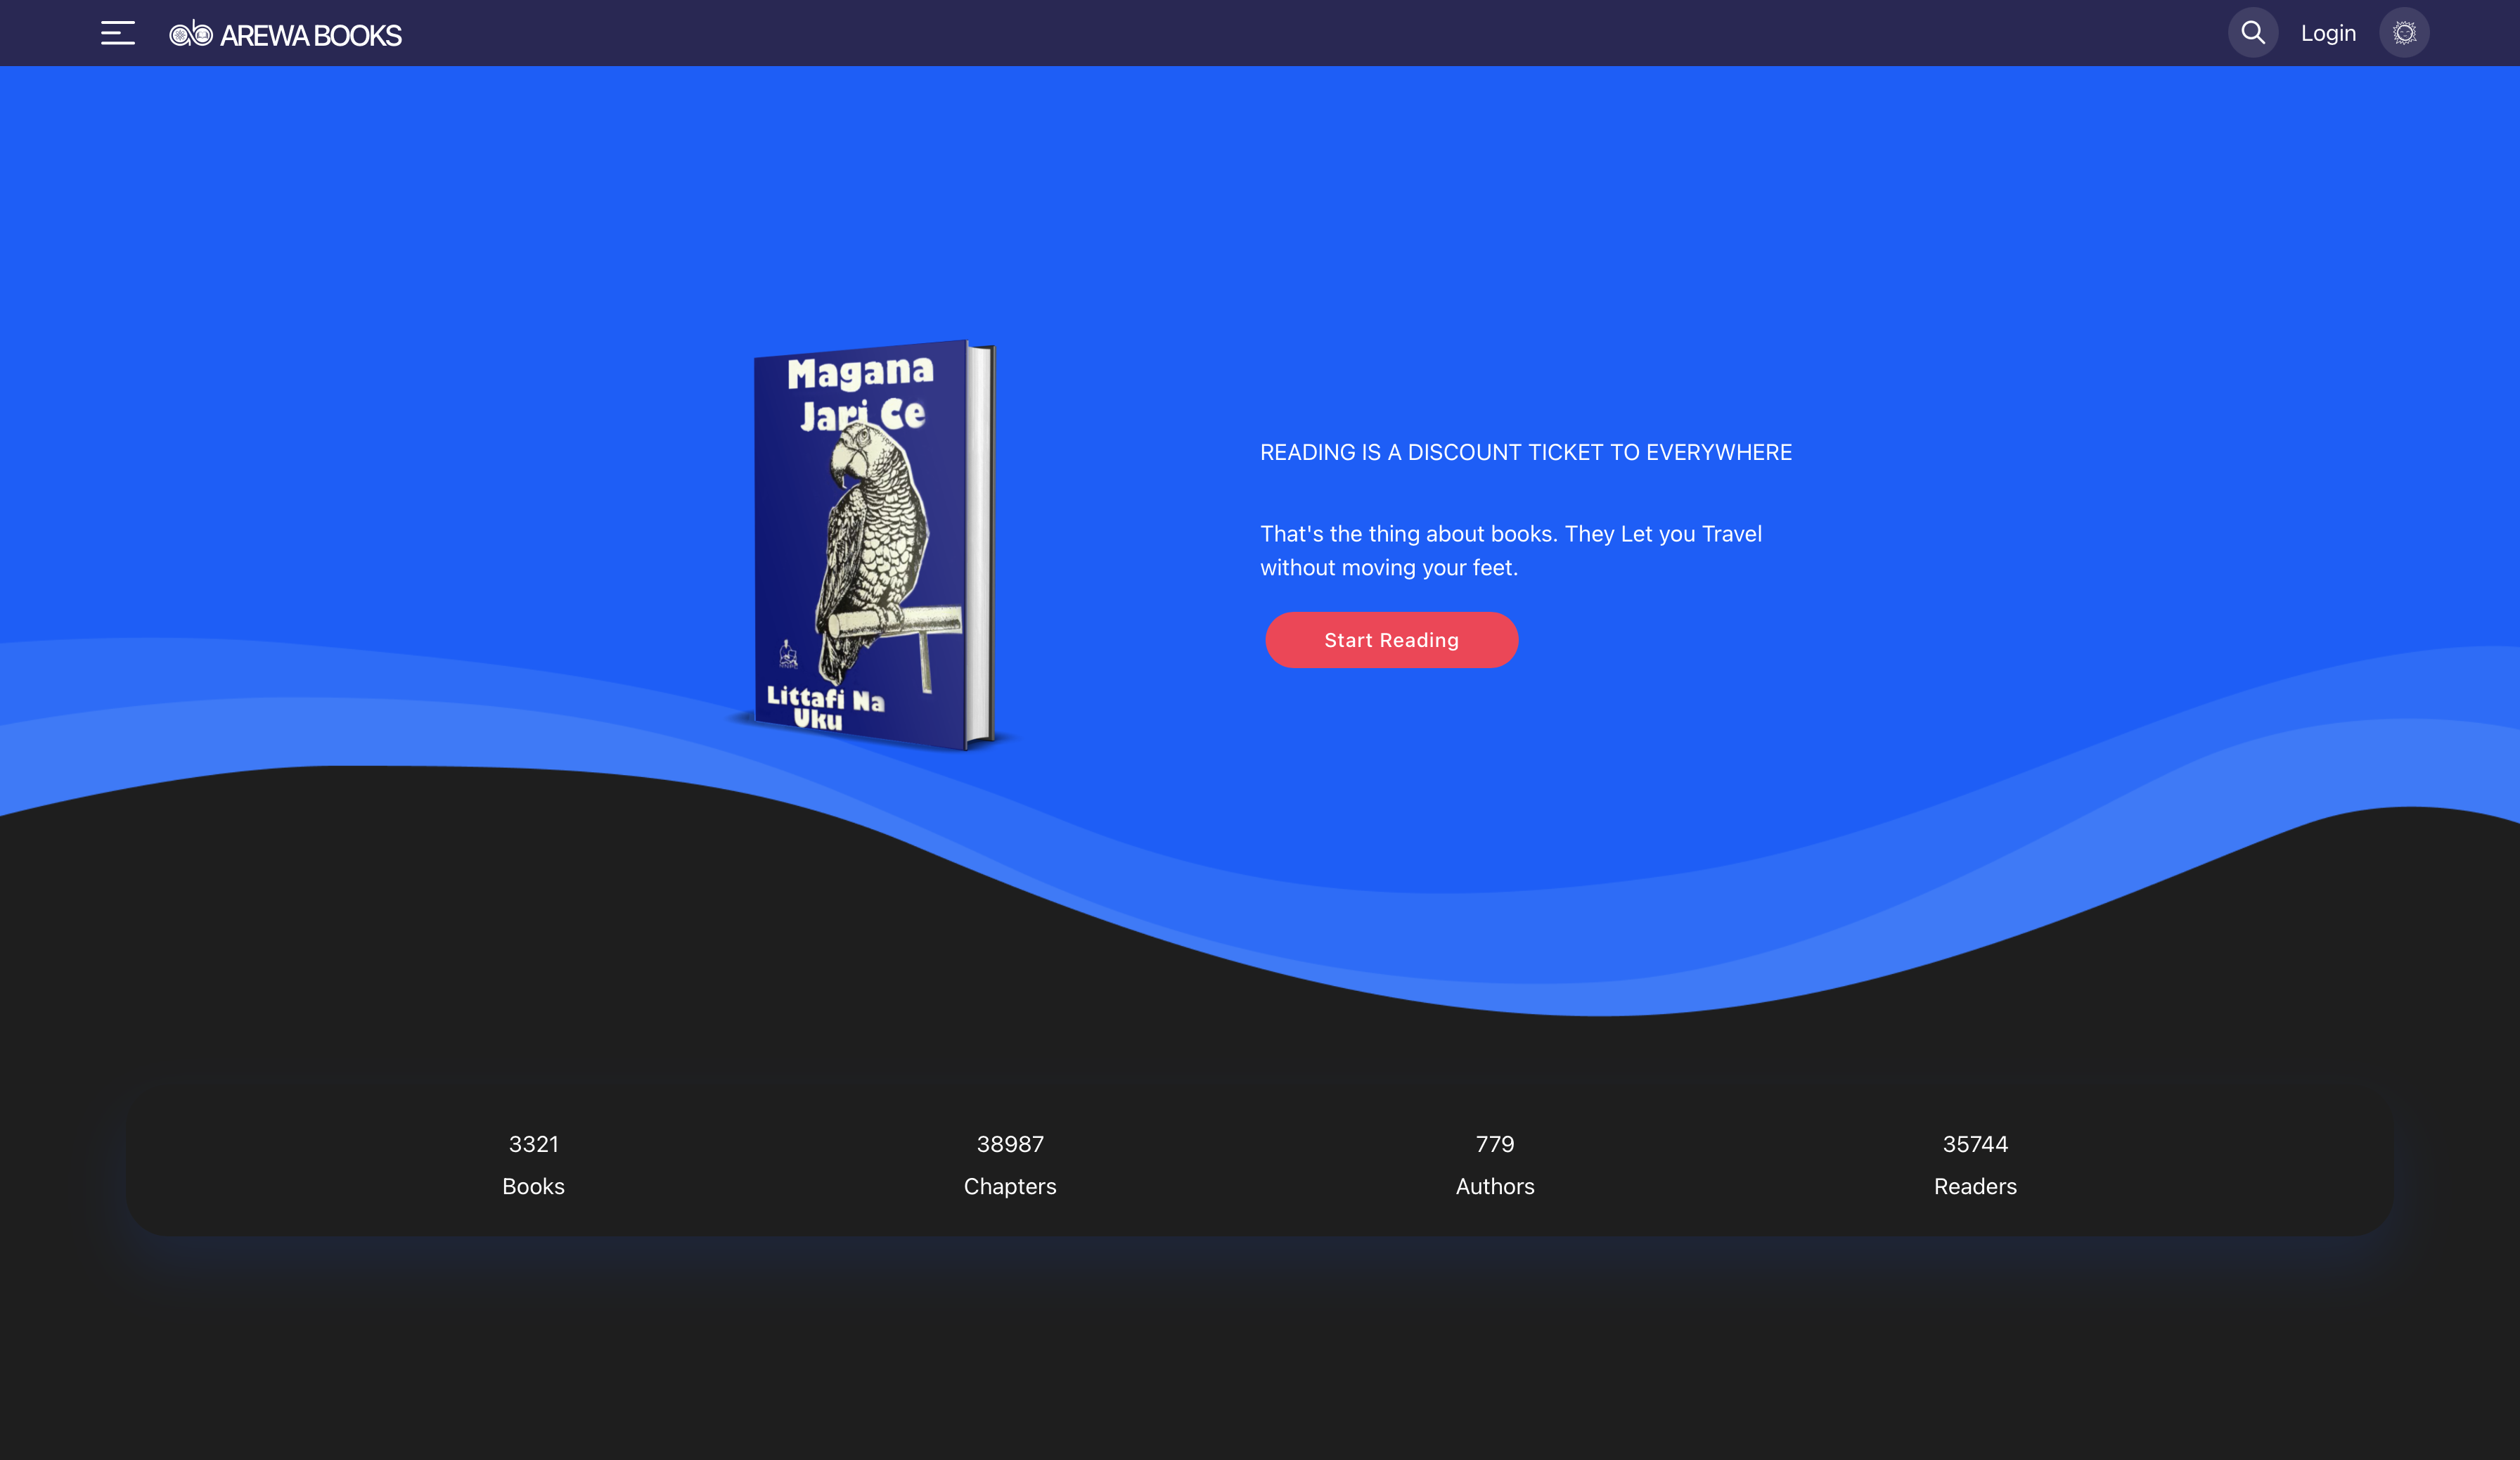 AREWA BOOKS
Login
Magana
Jari Ce
Littafi Na
Uku
READING IS A DISCOUNT TICKET TO EVERYWHERE
That's the thing about books. They Let you Travel
without moving your feet.
Start Reading
3321
Books
38987
Chapters
779
Authors
35744
Readers